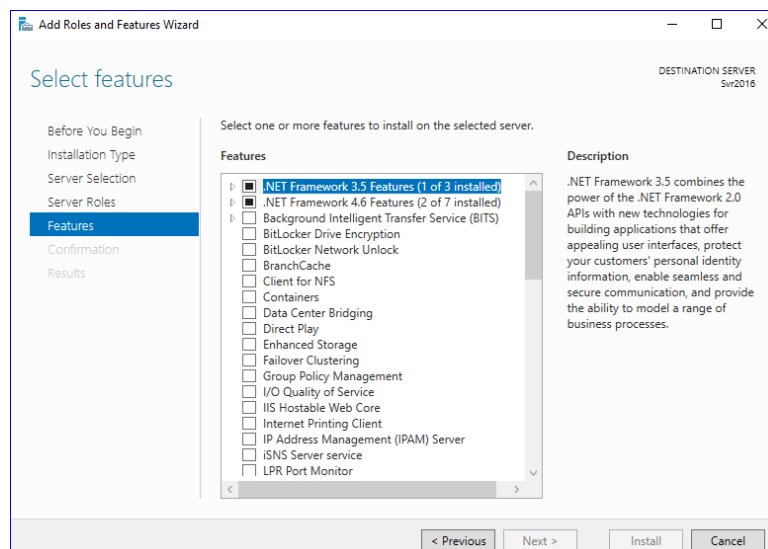 Add Roles and Features Wizard
Select features
DESTINATION SERVER
Svr2016
Before You Begin
Installation Type
Server Selection
Server Roles
Features
Confirmation
Results
Select one or more features to install on the selected server.
Features
.NET Framework 3.5 Features (1 of 3 installed)
.NET Framework 4.6 Features (2 of 7 installed)
Background Intelligent Transfer Service (BITS)
BitLocker Drive Encryption
BitLocker Network Unlock
BranchCache
Client for NFS
Containers
Data Center Bridging
Direct Play
Enhanced Storage
Failover Clustering
Group Policy Management
I/O Quality of Service
IIS Hostable Web Core
Internet Printing Client
IP Address Management (IPAM) Server
iSNS Server service
LPR Port Monitor
Description
.NET Framework 3.5 combines the
power of the .NET Framework 2.0
APIs with new technologies for
building applications that offer
appealing user interfaces, protect
your customers' personal identity
information, enable seamless and
secure communication, and provide
the ability to model a range of
business processes.
< Previous
Next >
Install
Cancel